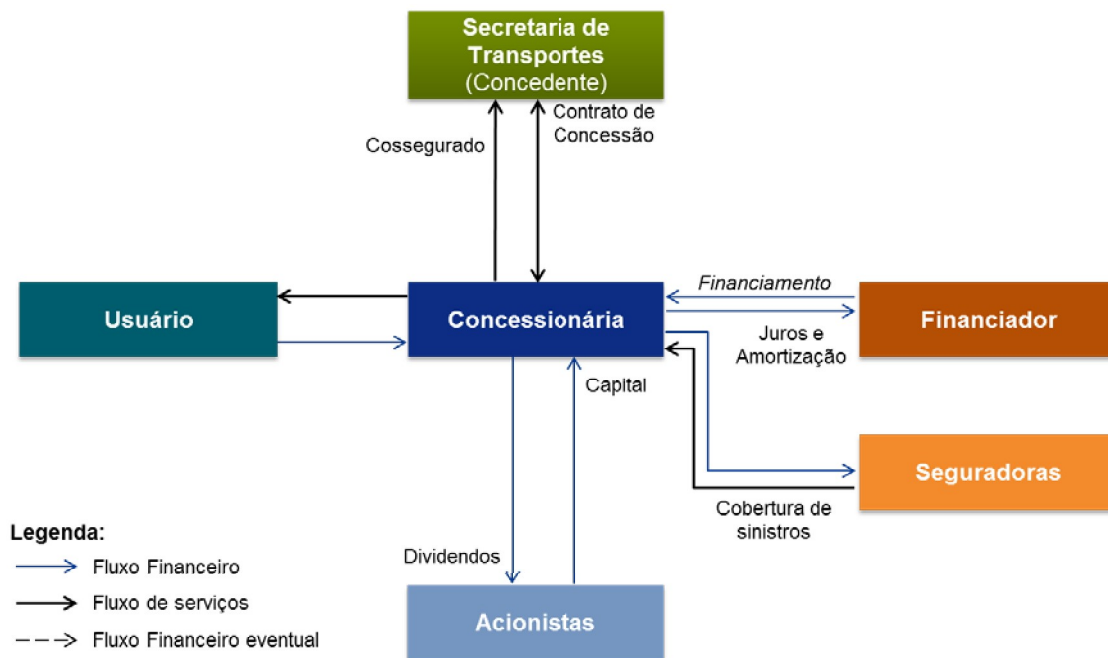 Secretaria de
Transportes
(Concedente)
Cossegurado
Contrato de
Concessão
Usuário
Concessionária
Financiamento
Financiador
Juros e
Amortização
Capital
Seguradoras
Cobertura de
sinistros
Dividendos
Acionistas
Legenda:
Fluxo Financeiro
Fluxo de serviços
Fluxo Financeiro eventual